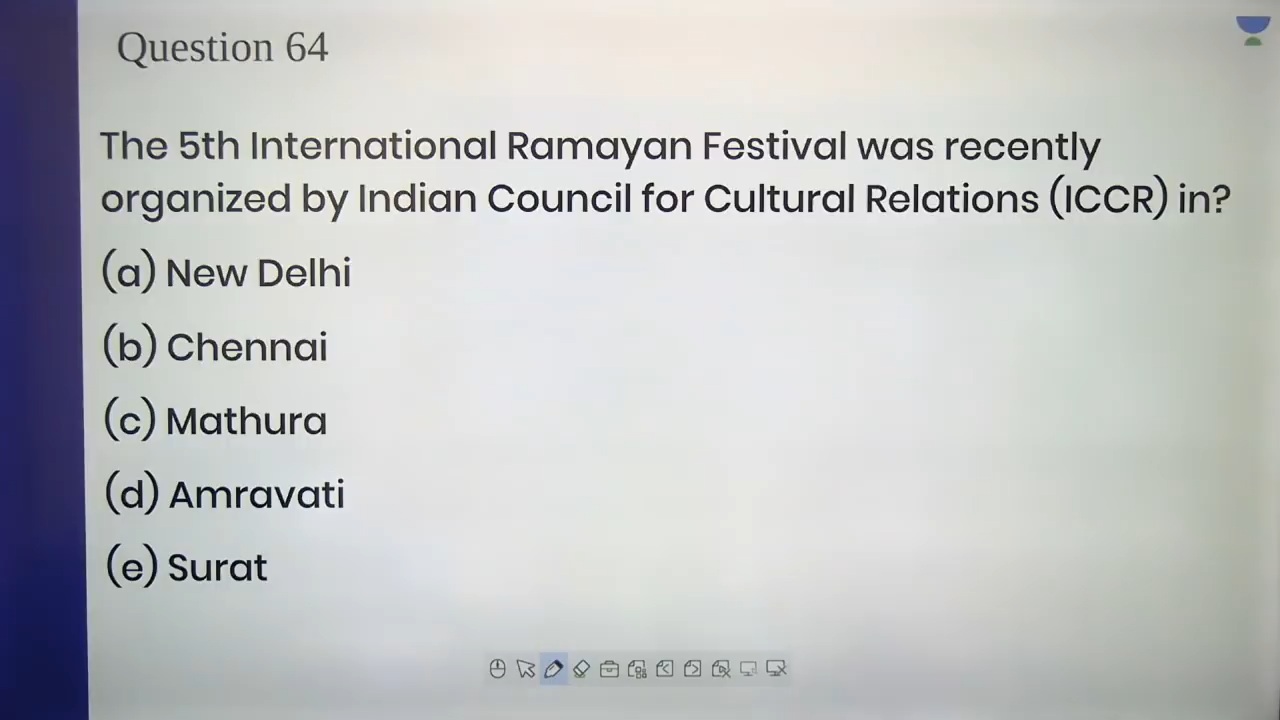 Question 64
The 5th International Ramayan Festival was recently
organized by Indian Council for Cultural Relations (ICCR) in?
(a) New Delhi
(b) Chennai
(c) Mathura
(d) Amravati
(e) Surat